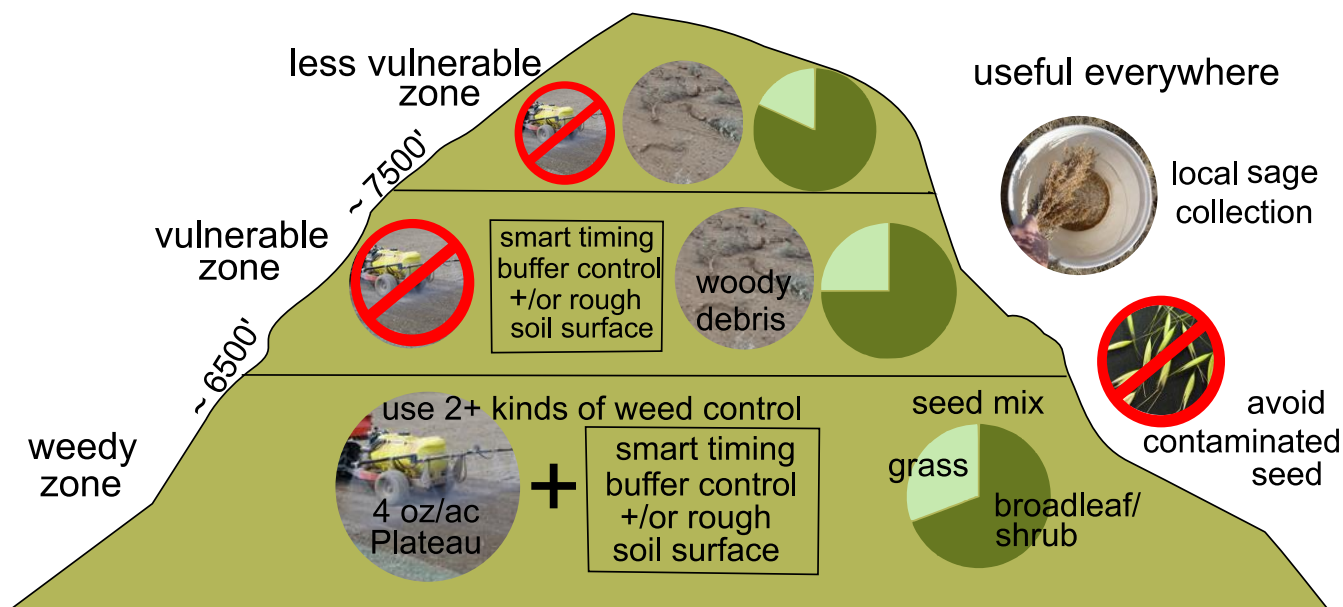 less vulnerable
zone
useful everywhere
local sage
collection
~ 7500'
vulnerable
zone
smart timing
buffer control
+/or rough
soil surface
woody
debris
~ 6500'
avoid
contaminated
seed
weedy
zone
use 2+ kinds of weed control
4 oz/ac
Plateau
+
smart timing
buffer control
+/or rough
soil surface
seed mix
grass
broadleaf/
shrub